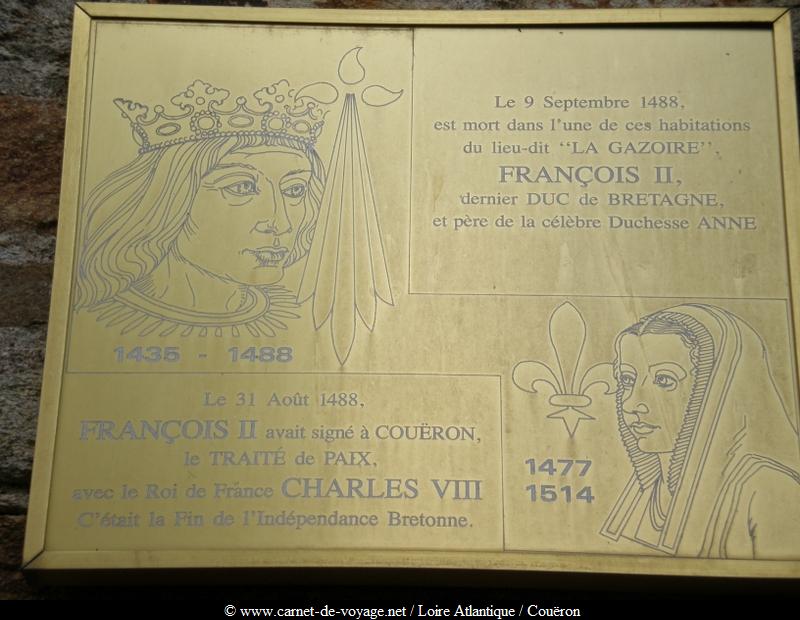 Le 9 Septembre 1488,
est mort dans l'une de ces habitations
du lieu-dit "LA GAZOIRE",
FRANÇOIS II,
dernier DUC de BRETAGNE,
et père de la célèbre Duchesse ANNE
1435 - 1488
Le 31 Août 1488,
FRANÇOIS II avait signé à COUËRON,
le TRAITÉ de PAIX,
avec le Roi de France CHARLES VIII
C'était la Fin de l'Indépendance Bretonne.
1477
1514
© www.carnet-de-voyage.net / Loire Atlantique / Couëron